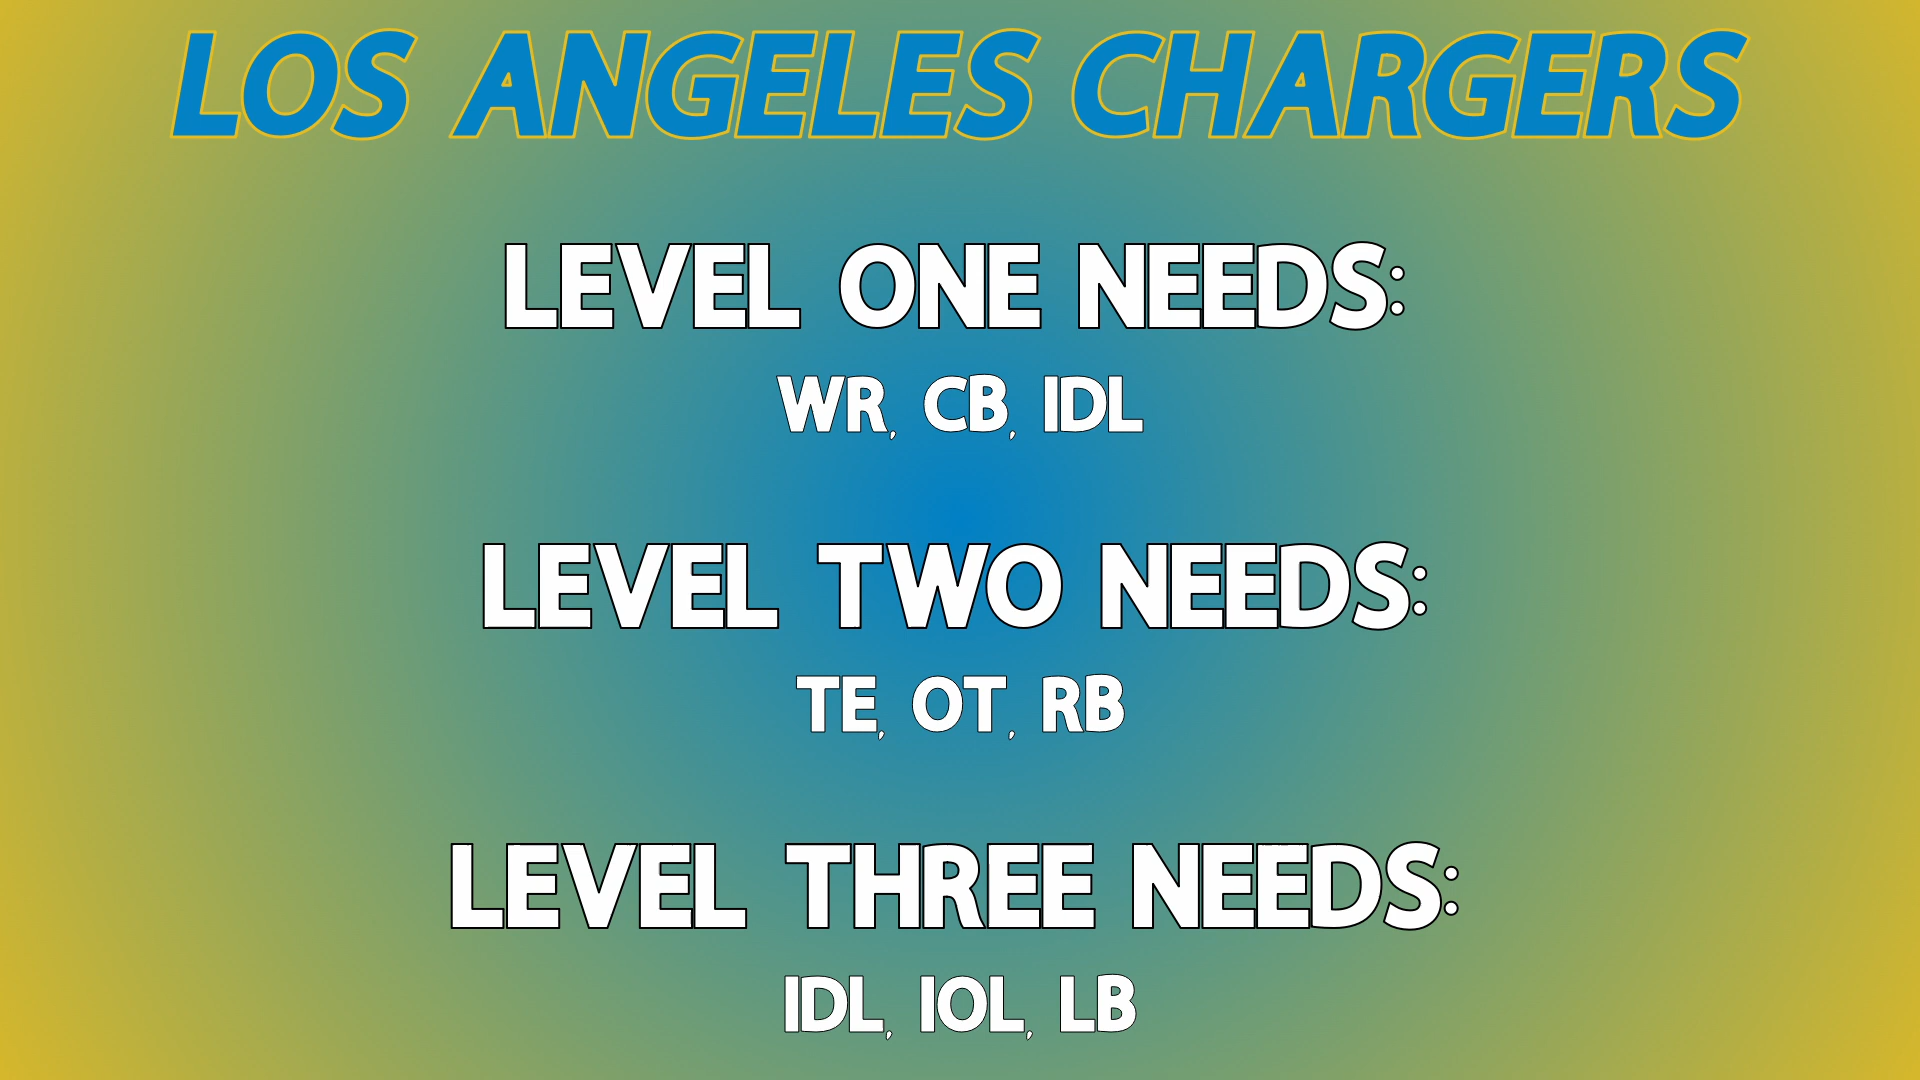 LOS ANGELES CHARGERS
LEVEL ONE NEEDS:
WR, CB, IDL
LEVEL TWO NEEDS:
TE, OT, RB
LEVEL THREE NEEDS:
IDL, IOL, LB